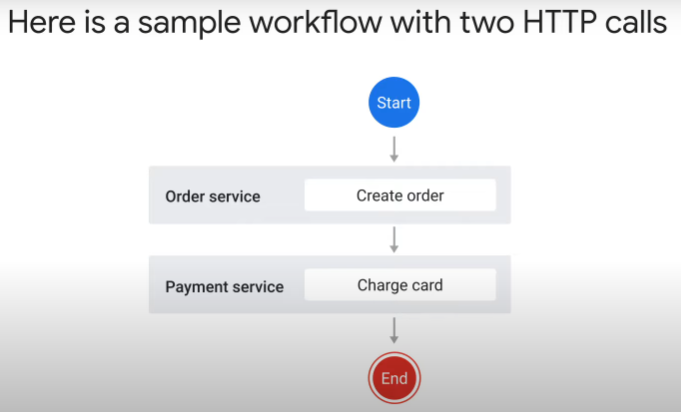 Here is a sample workflow with two HTTP calls
Start
Order service
Create order
Payment service
Charge card
End